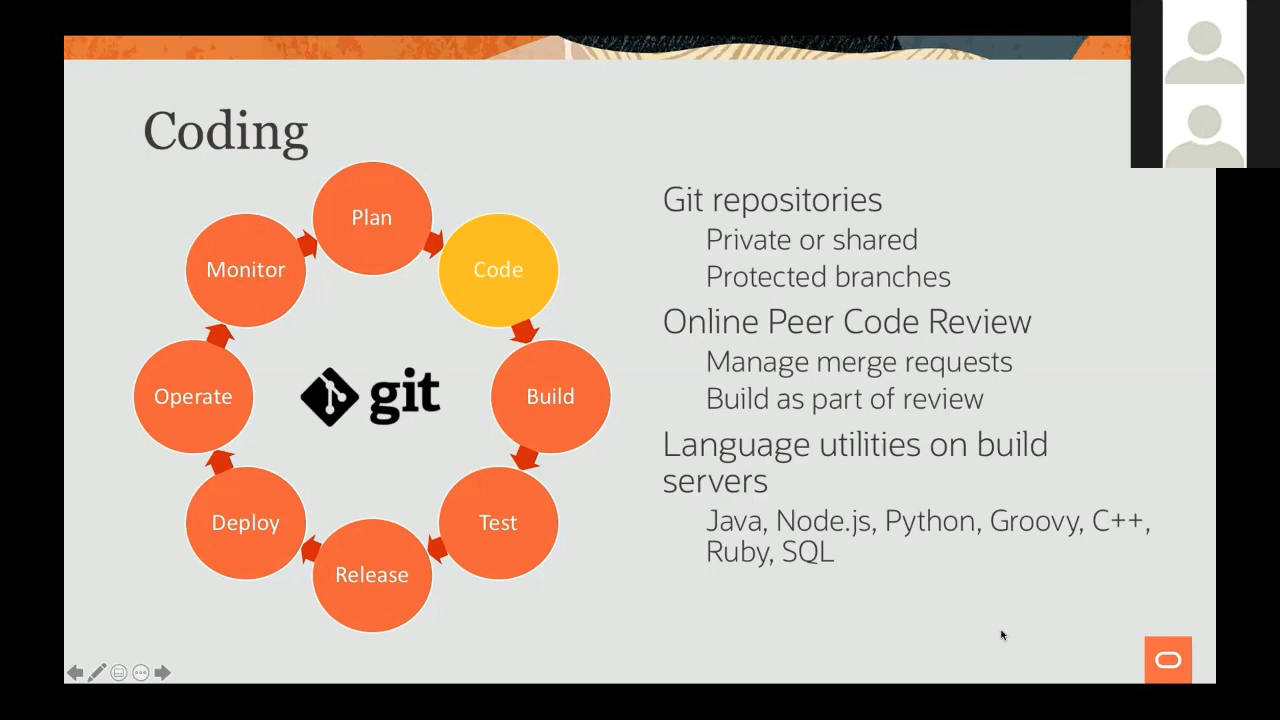 Coding
Plan
Code
Build
Test
Release
Deploy
Operate
Monitor
git
Git repositories
Private or shared
Protected branches
Online Peer Code Review
Manage merge requests
Build as part of review
Language utilities on build
servers
Java, Node.js, Python, Groovy, C++,
Ruby, SQL